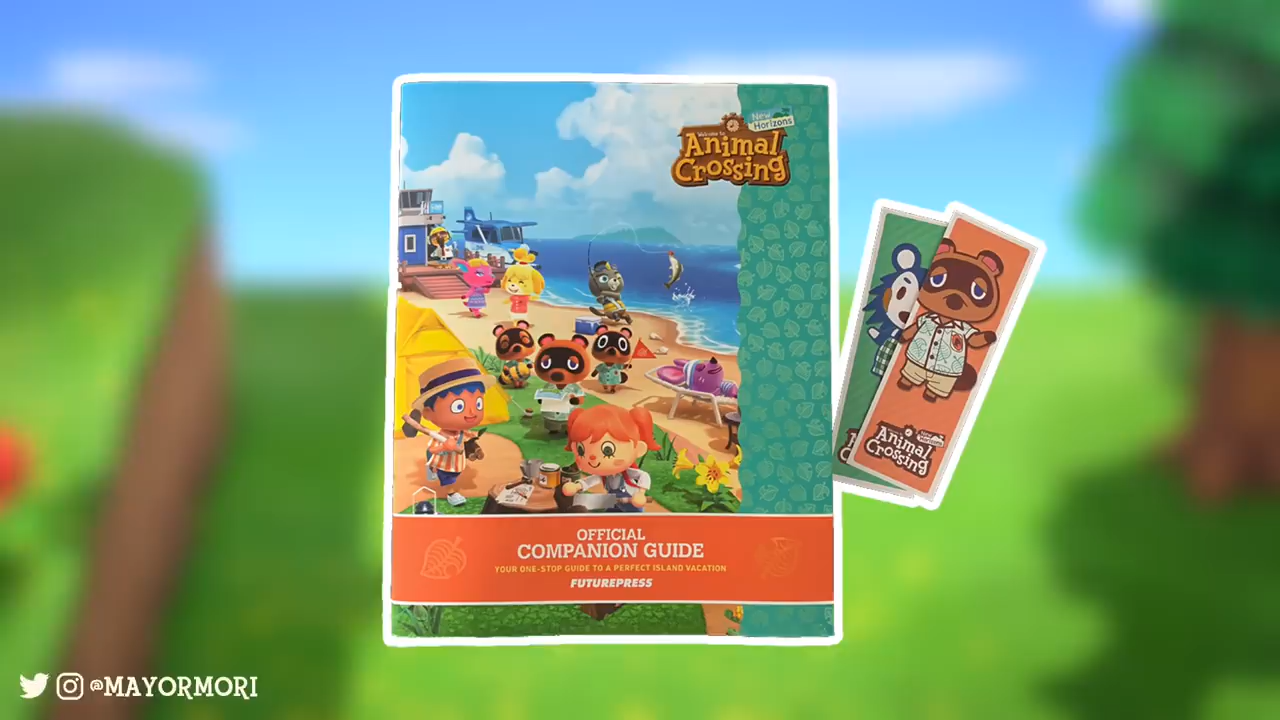 Welcome to
New
Horizons
Animal
Crossing
OFFICIAL
COMPANION GUIDE
YOUR ONE-STOP GUIDE TO A PERFECT ISLAND VACATION
FUTUREPRESS
New
Horizons
Animal
Crossing
@MAYORMORI